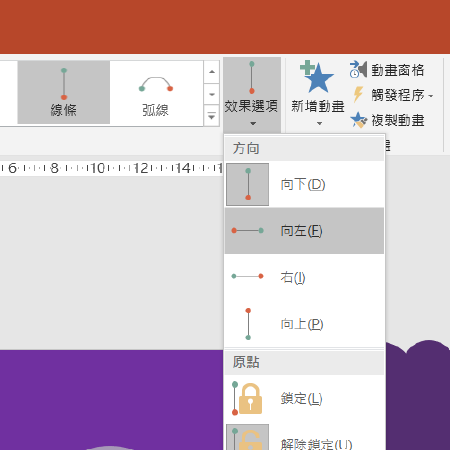 線條
弧線
效果選項
新增動畫
動畫窗格
觸發程序
複製動畫
6 8 10 12 14 16 18
方向
向下(D)
向左(F)
右(I)
向上(P)
原點
鎖定(L)
解除鎖定(U)